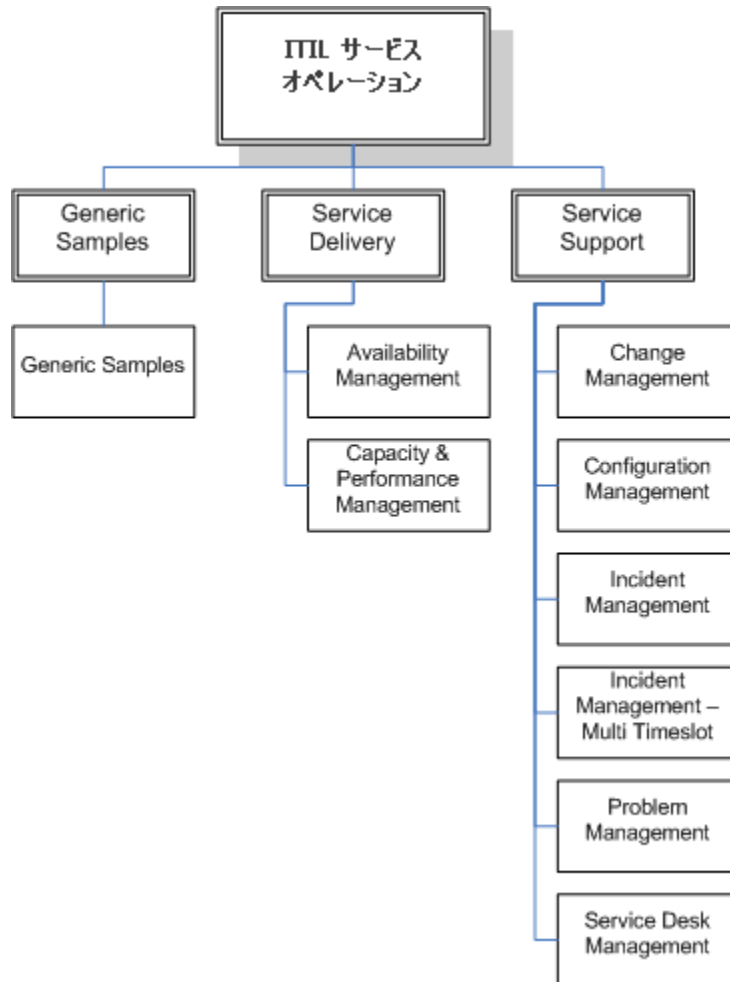 ITIL サービス
オペレーション
Generic
Samples
Service
Delivery
Service
Support
Generic Samples
Availability
Management
Capacity &
Performance
Management
Change
Management
Configuration
Management
Incident
Management
Incident
Management –
Multi Timeslot
Problem
Management
Service Desk
Management